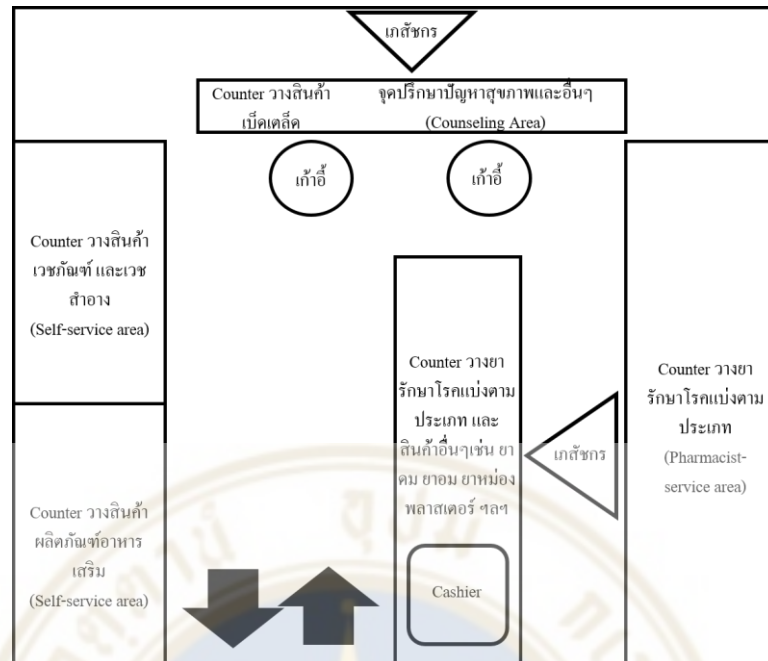 เภสัชกร
Counter วางสินค้า
เบ็ดเตล็ด
จุดปรึกษาปัญหาสุขภาพและอื่นๆ
(Counseling Area)
เก้าอี้
เก้าอี้
Counter วางสินค้า
เวชภัณฑ์ และเวช
สำอาง
(Self-service area)
Counter วางยา
รักษาโรคแบ่งตาม
ประเภท และ
สินค้าอื่นๆเช่น ยา
ดม ยาอม ยาหม่อง
พลาสเตอร์ ฯลฯ
เภสัชกร
Counter วางยา
รักษาโรคแบ่งตาม
ประเภท
(Pharmacist-
service area)
Counter วางสินค้า
ผลิตภัณฑ์อาหาร
เสริม
(Self-service area)
Cashier